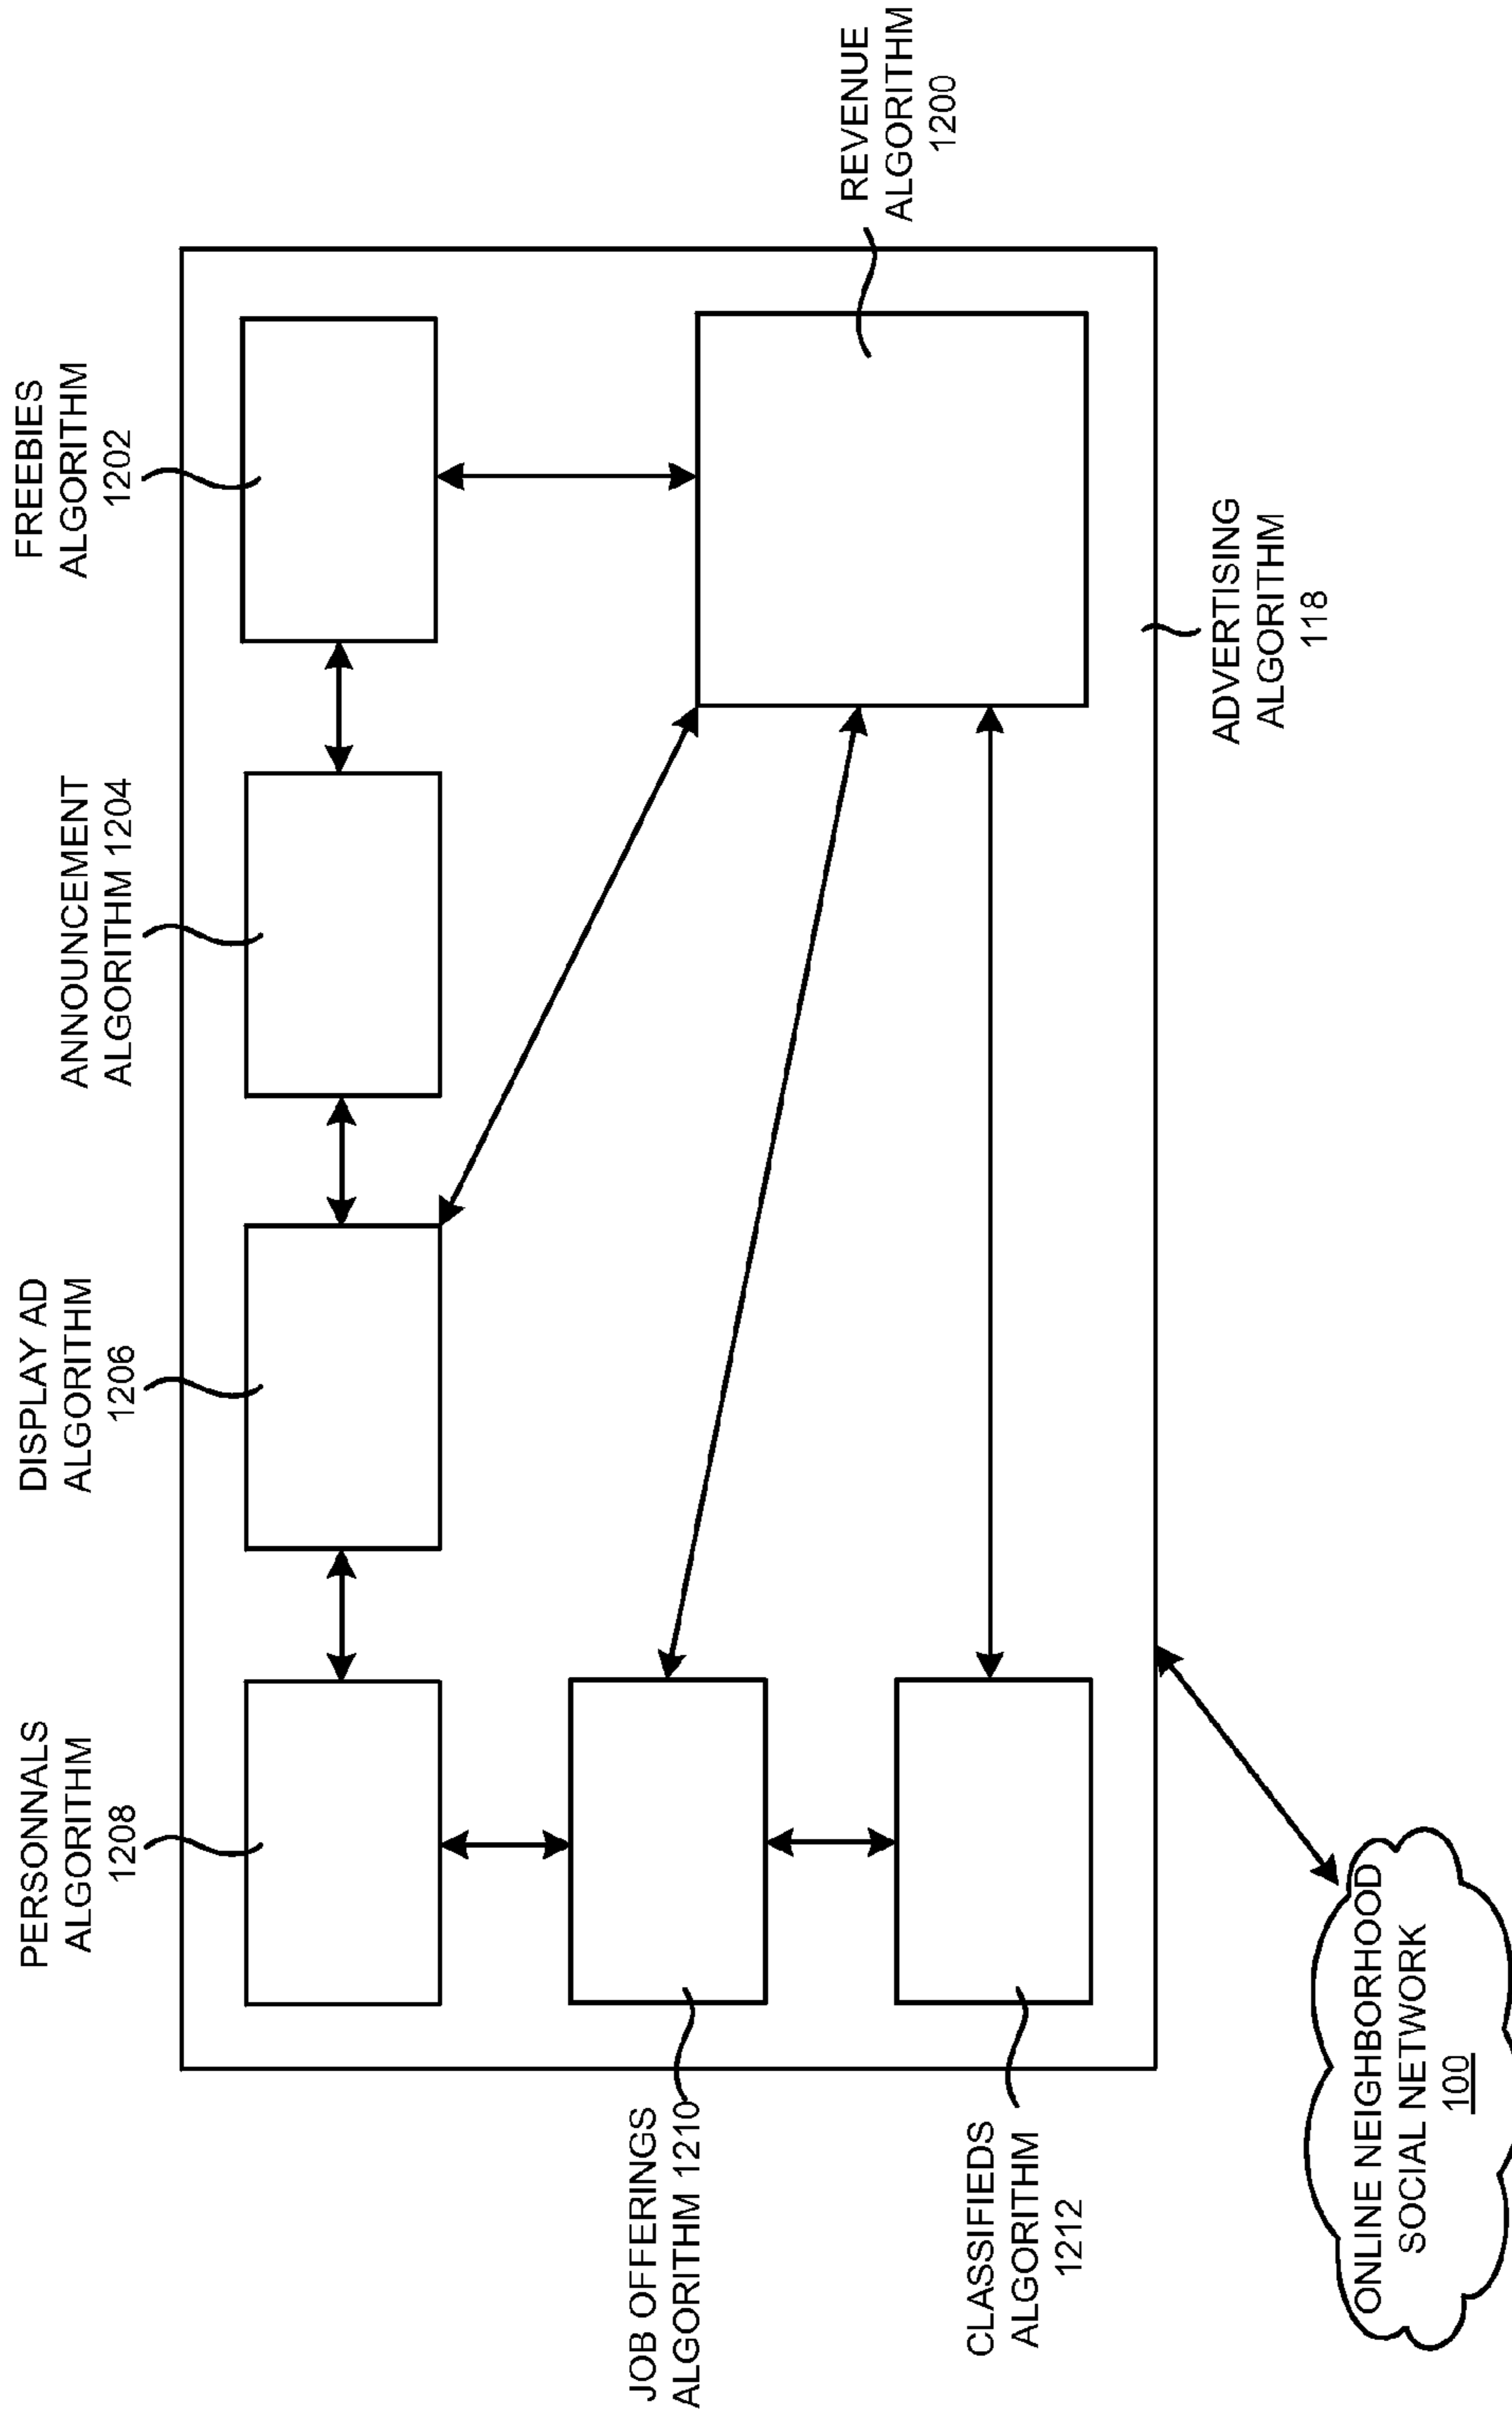 PERSONNALS
ALGORITHM
1208
DISPLAY AD
ALGORITHM
1206
ANNOUNCEMENT
ALGORITHM 1204
FREEBIES
ALGORITHM
1202
JOB OFFERINGS
ALGORITHM 1210
REVENUE
ALGORITHM
1200
CLASSIFIEDS
ALGORITHM
1212
ADVERTISING
ALGORITHM
118
ONLINE NEIGHBORHOOD
SOCIAL NETWORK
100